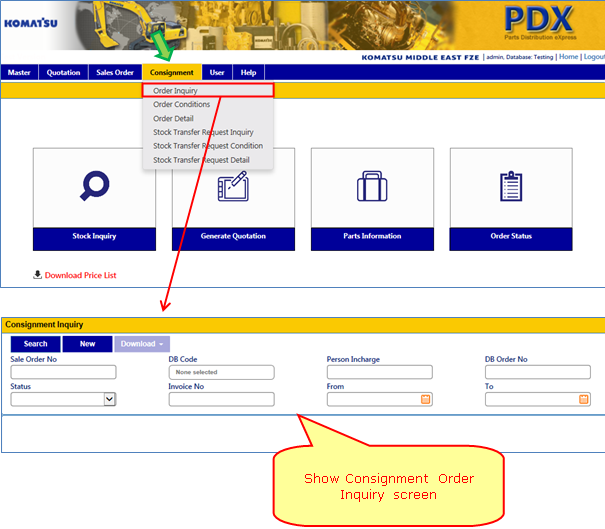 KOMATSU
PDX
Parts Distribution eXpress
KOMATSU MIDDLE EAST FZE | admin, Database: Testing | Home | Logout
Master Quotation Sales Order Consignment User Help
Order Inquiry
Order Conditions
Order Detail
Stock Transfer Request Inquiry
Stock Transfer Request Condition
Stock Transfer Request Detail
Stock Inquiry Generate Quotation Parts Information Order Status
Download Price List
Consignment Inquiry
Search New Download
Sale Order No DB Code Person Incharge DB Order No
None selected
Status Invoice No From To
Show Consignment Order
Inquiry screen